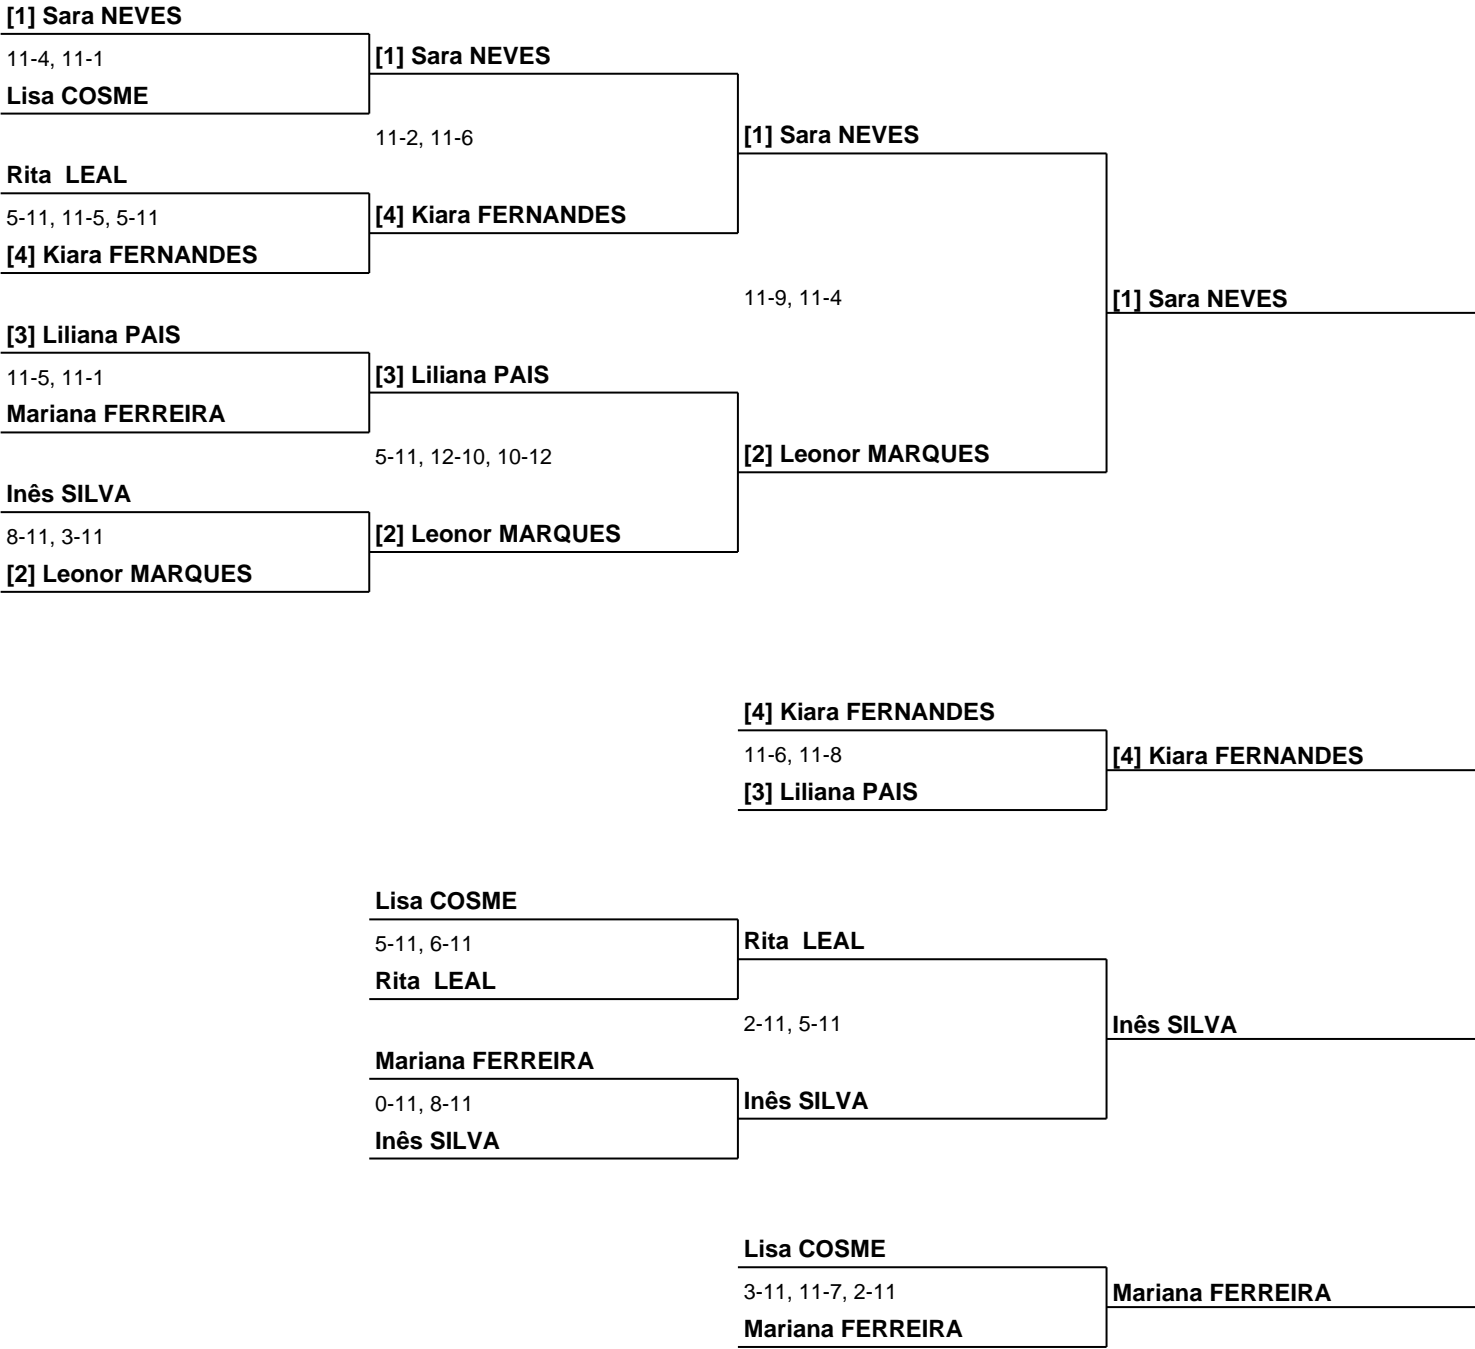 [1] Sara NEVES
11-4, 11-1
[1] Sara NEVES
Lisa COSME
11-2, 11-6
[1] Sara NEVES
Rita  LEAL
5-11, 11-5, 5-11
[4] Kiara FERNANDES
[4] Kiara FERNANDES
11-9, 11-4
[1] Sara NEVES
[3] Liliana PAIS
11-5, 11-1
[3] Liliana PAIS
Mariana FERREIRA
5-11, 12-10, 10-12
[2] Leonor MARQUES
Inês SILVA
8-11, 3-11
[2] Leonor MARQUES
[2] Leonor MARQUES
[4] Kiara FERNANDES
11-6, 11-8
[4] Kiara FERNANDES
[3] Liliana PAIS
Lisa COSME
5-11, 6-11
Rita  LEAL
Rita  LEAL
2-11, 5-11
Inês SILVA
Mariana FERREIRA
0-11, 8-11
Inês SILVA
Inês SILVA
Lisa COSME
3-11, 11-7, 2-11
Mariana FERREIRA
Mariana FERREIRA